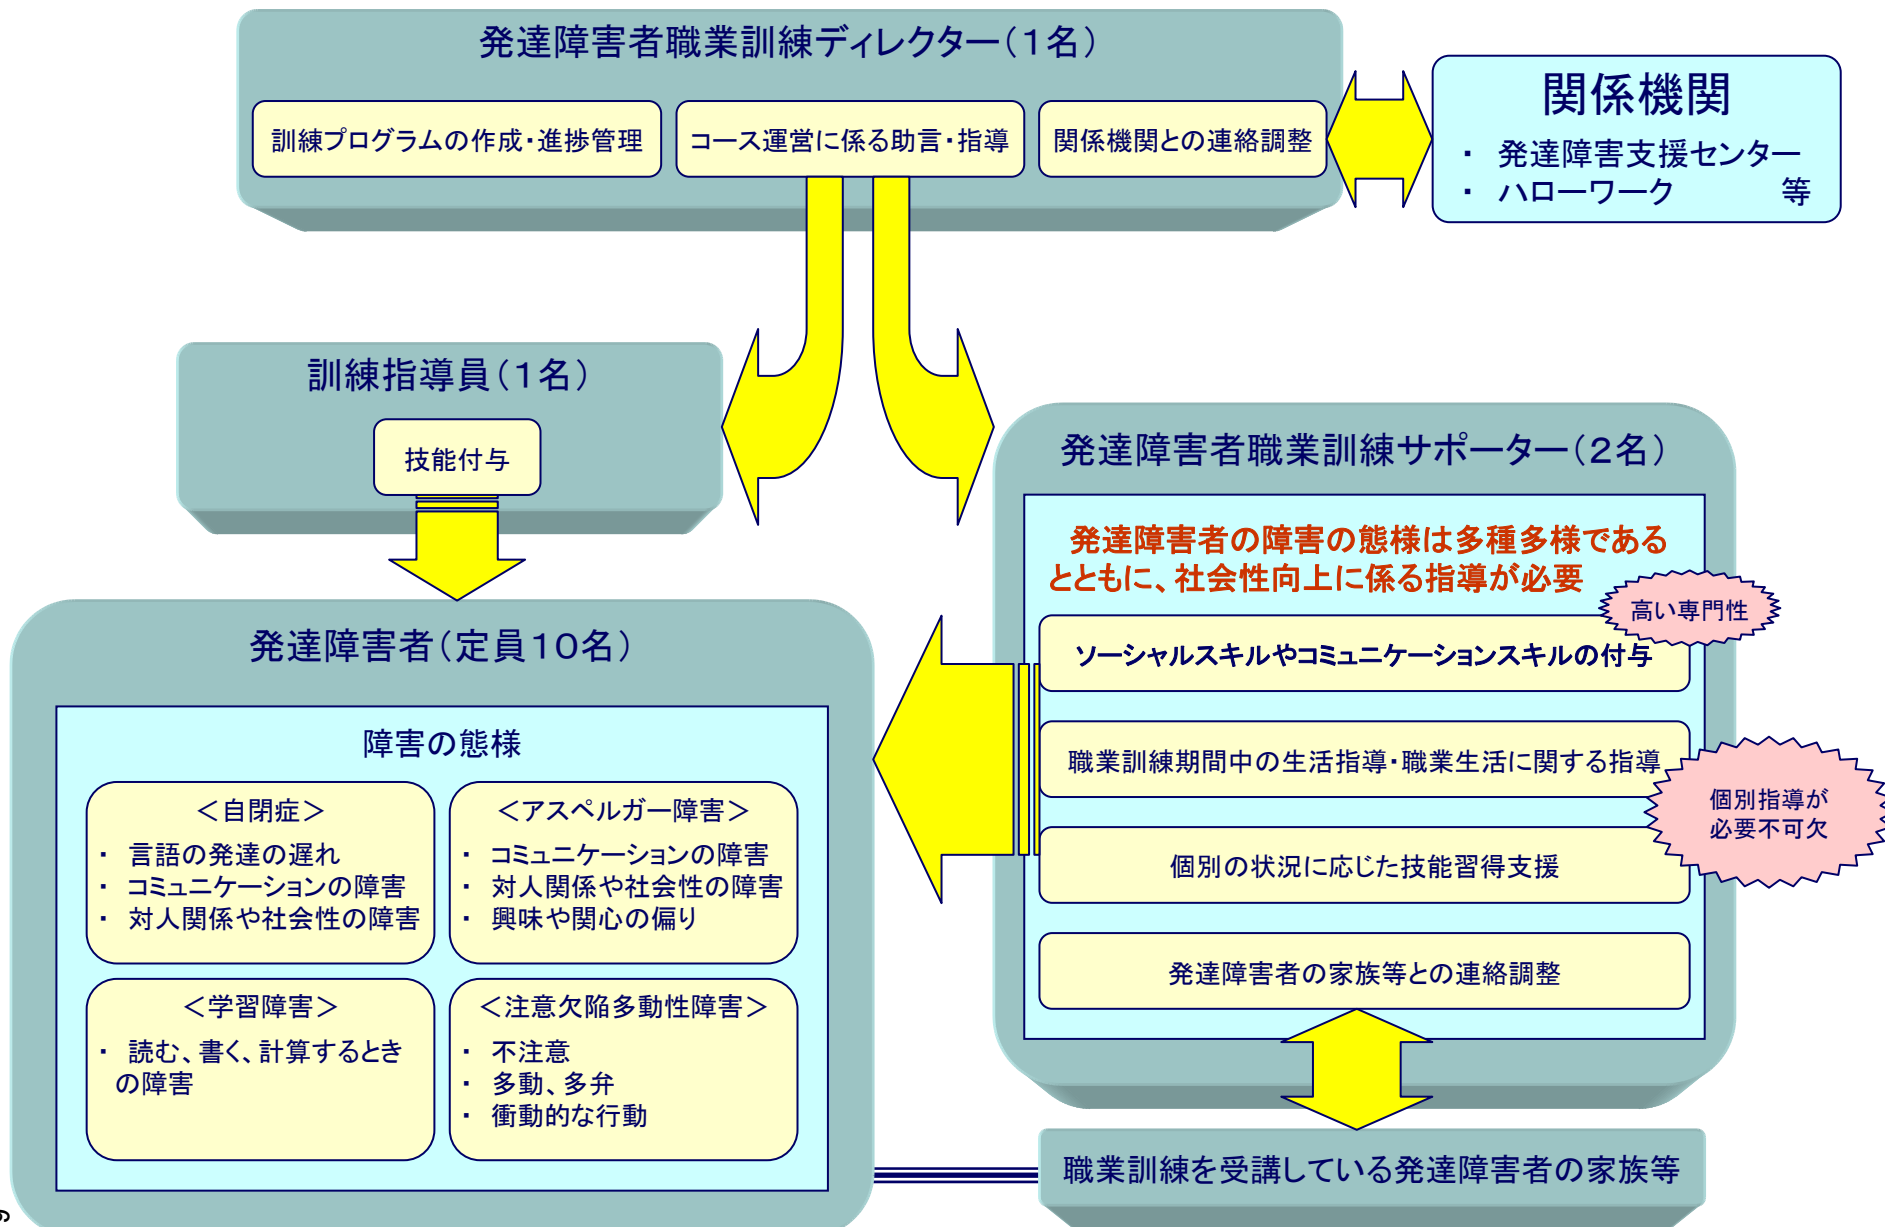 発達障害者職業訓練ディレクター（１名）
訓練プログラムの作成・進捗管理
コース運営に係る助言・指導
関係機関との連絡調整
関係機関
・ 発達障害支援センター
・ ハローワーク 等
訓練指導員（１名）
技能付与
発達障害者職業訓練サポーター（２名）
発達障害者の障害の態様は多種多様である
とともに、社会性向上に係る指導が必要
高い専門性
ソーシャルスキルやコミュニケーションスキルの付与
職業訓練期間中の生活指導・職業生活に関する指導
個別指導が
必要不可欠
個別の状況に応じた技能習得支援
発達障害者の家族等との連絡調整
発達障害者（定員１０名）
障害の態様
＜自閉症＞
・ 言語の発達の遅れ
・ コミュニケーションの障害
・ 対人関係や社会性の障害
＜アスペルガー障害＞
・ コミュニケーションの障害
・ 対人関係や社会性の障害
・ 興味や関心の偏り
＜学習障害＞
・ 読む、書く、計算するとき
の障害
＜注意欠陥多動性障害＞
・ 不注意
・ 多動、多弁
・ 衝動的な行動
職業訓練を受講している発達障害者の家族等